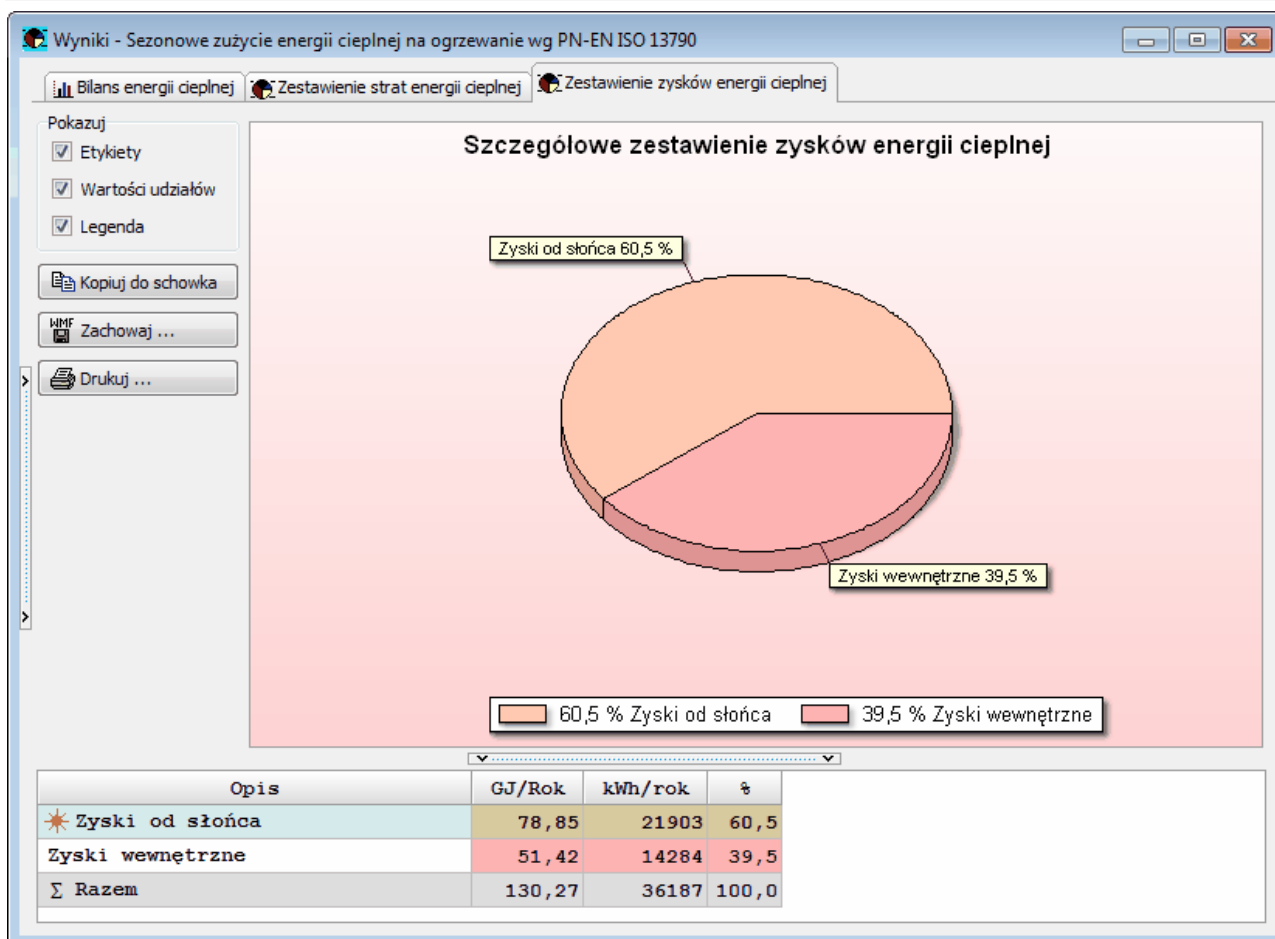 Wyniki - Sezonowe zużycie energii cieplnej na ogrzewanie wg PN-EN ISO 13790
Bilans energii cieplnej Zestawienie strat energii cieplnej Zestawienie zysków energii cieplnej
Pokazuj
Etykiety
Wartości udziałów
Legenda
Kopiuj do schowka
WMF Zachowaj ...
Drukuj ...
Szczegółowe zestawienie zysków energii cieplnej
Zyski od słońca 60,5 %
Zyski wewnętrzne 39,5 %
60,5 % Zyski od słońca 39,5 % Zyski wewnętrzne
Opis GJ/Rok kWh/rok %
Zyski od słońca 78,85 21903 60,5
Zyski wewnętrzne 51,42 14284 39,5
Σ Razem 130,27 36187 100,0